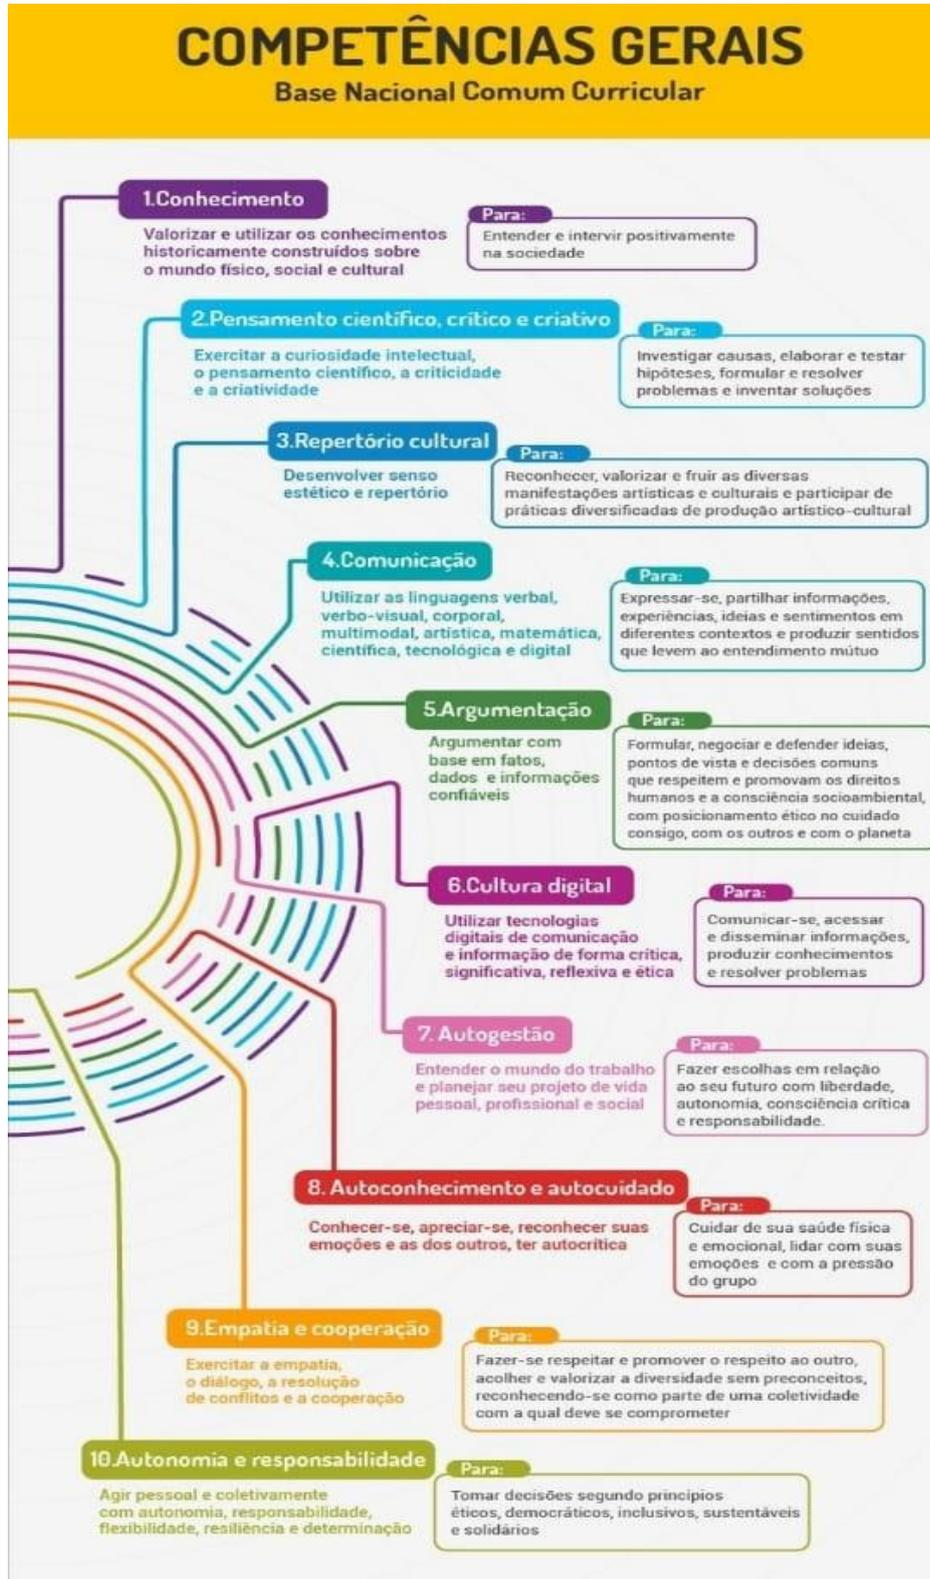 COMPETÊNCIAS GERAIS
Base Nacional Comum Curricular
1.Conhecimento
Valorizar e utilizar os conhecimentos
historicamente construídos sobre
o mundo físico, social e cultural
Para:
Entender e intervir positivamente
na sociedade
2.Pensamento científico, crítico e criativo
Exercitar a curiosidade intelectual,
o pensamento científico, a criticidade
e a criatividade
Para:
Investigar causas, elaborar e testar
hipóteses, formular e resolver
problemas e inventar soluções
3.Repertório cultural
Desenvolver senso
estético e repertório
Para:
Reconhecer, valorizar e fruir as diversas
manifestações artísticas e culturais e participar de
práticas diversificadas de produção artístico-cultural
4.Comunicação
Utilizar as linguagens verbal,
verbo-visual, corporal,
multimodal, artística, matemática,
científica, tecnológica e digital
Para:
Expressar-se, partilhar informações,
experiências, ideias e sentimentos em
diferentes contextos e produzir sentidos
que levem ao entendimento mútuo
5.Argumentação
Argumentar com
base em fatos,
dados e informações
confiáveis
Para:
Formular, negociar e defender ideias,
pontos de vista e decisões comuns
que respeitem e promovam os direitos
humanos e a consciência socioambiental,
com posicionamento ético no cuidado
consigo, com os outros e com o planeta
6.Cultura digital
Utilizar tecnologias
digitais de comunicação
e informação de forma crítica,
significativa, reflexiva e ética
Para:
Comunicar-se, acessar
e disseminar informações,
produzir conhecimentos
e resolver problemas
7. Autogestão
Entender o mundo do trabalho
e planejar seu projeto de vida
pessoal, profissional e social
Para:
Fazer escolhas em relação
ao seu futuro com liberdade,
autonomia, consciência crítica
e responsabilidade.
8. Autoconhecimento e autocuidado
Conhecer-se, apreciar-se, reconhecer suas
emoções e as dos outros, ter autocrítica
Para:
Cuidar de sua saúde física
e emocional, lidar com suas
emoções e com a pressão
do grupo
9.Empatia e cooperação
Exercitar a empatia,
o diálogo, a resolução
de conflitos e a cooperação
Para:
Fazer-se respeitar e promover o respeito ao outro,
acolher e valorizar a diversidade sem preconceitos,
reconhecendo-se como parte de uma coletividade
com a qual deve se comprometer
10.Autonomia e responsabilidade
Agir pessoal e coletivamente
com autonomia, responsabilidade,
flexibilidade, resiliência e determinação
Para:
Tomar decisões segundo princípios
éticos, democráticos, inclusivos, sustentáveis
e solidários